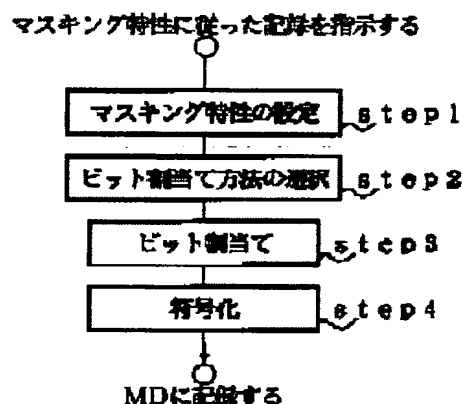 マスキング特性に従った記録を指示する
マスキング特性の設定 step1
ビット割当て方法の選択 step2
ビット割当て step3
符号化 step4
MDに記録する